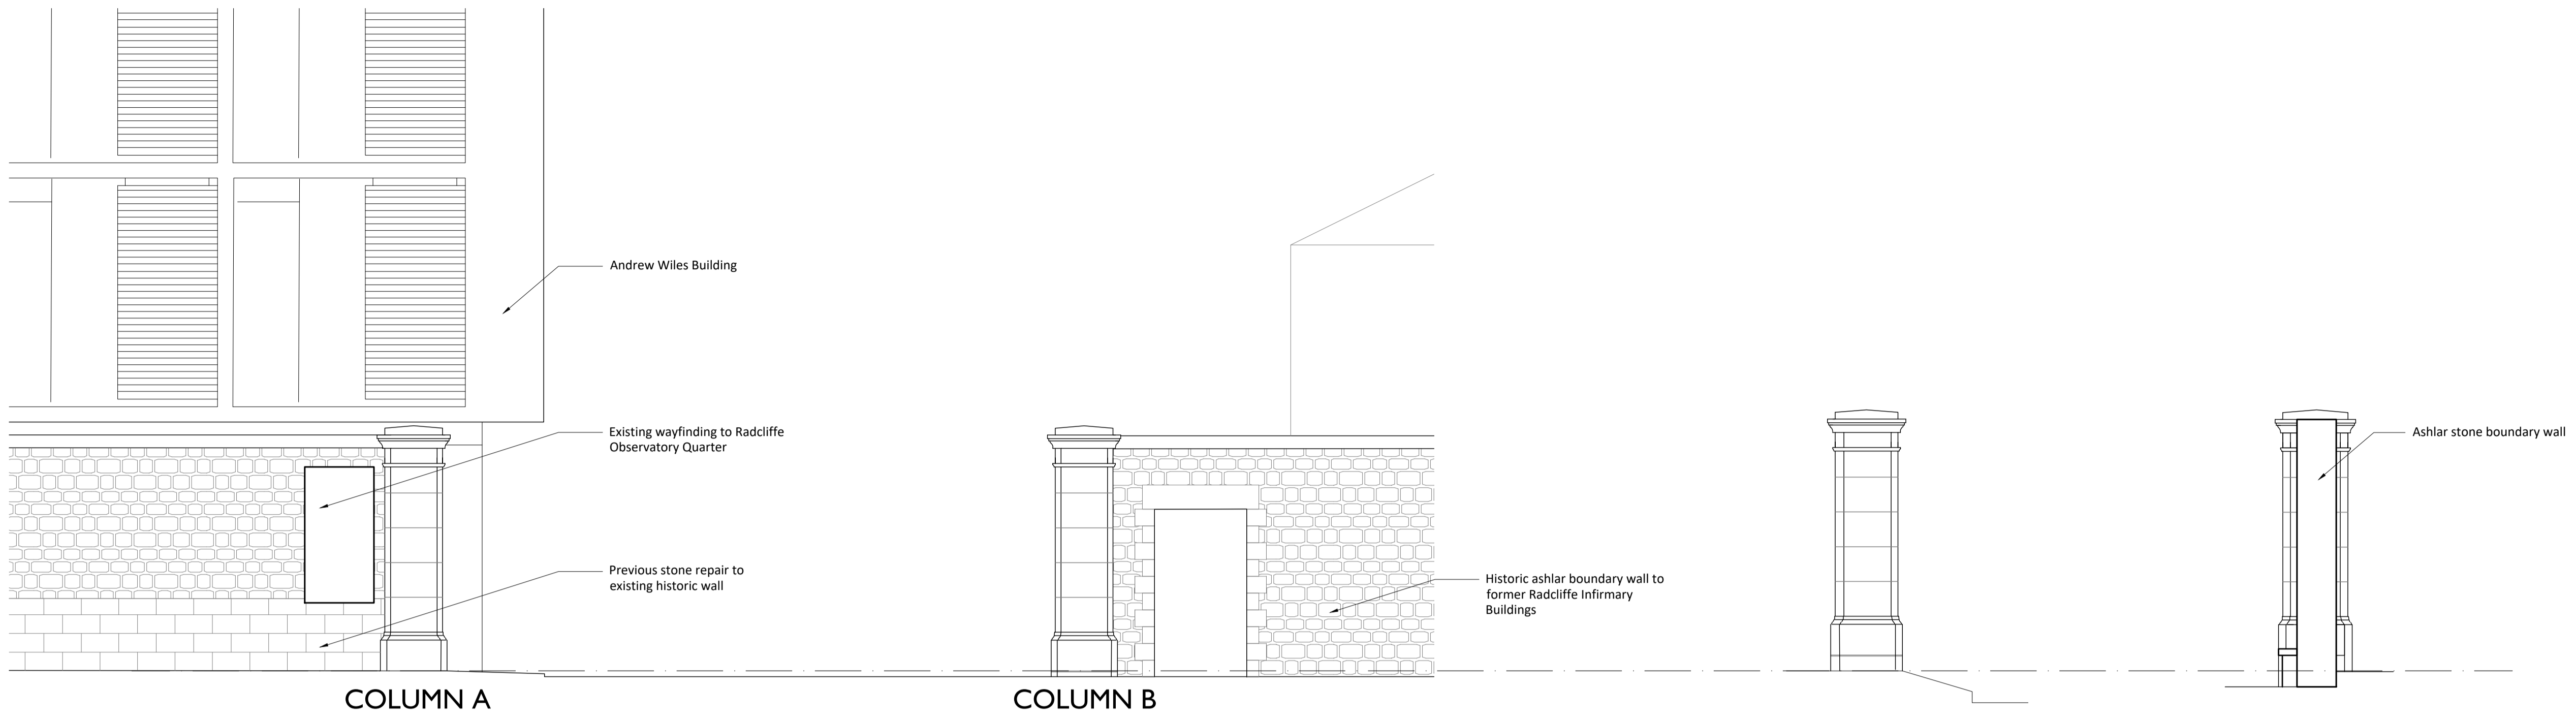 Andrew Wiles Building
Existing wayfinding to Radcliffe
Observatory Quarter
Ashlar stone boundary wall
Previous stone repair to
existing historic wall
Historic ashlar boundary wall to
former Radcliffe Infirmary
Buildings
COLUMN A
COLUMN B